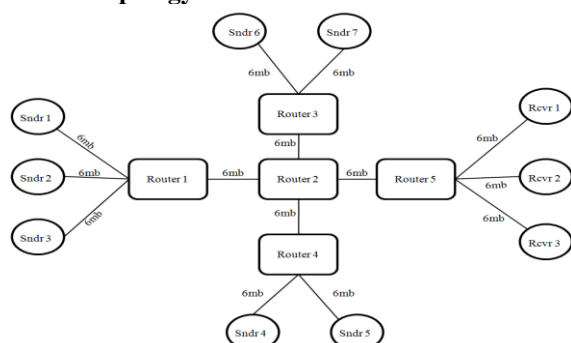 Sndr 6
Sndr 7
6mb
6mb
Sndr 1
Router 3
Rcvr 1
6mb
6mb
6mb
Sndr 2
6mb
Router 1
6mb
Router 2
6mb
Router 5
6mb
Rcvr 2
Sndr 3
6mb
6mb
6mb
Rcvr 3
Router 4
6mb
6mb
Sndr 4
Sndr 5